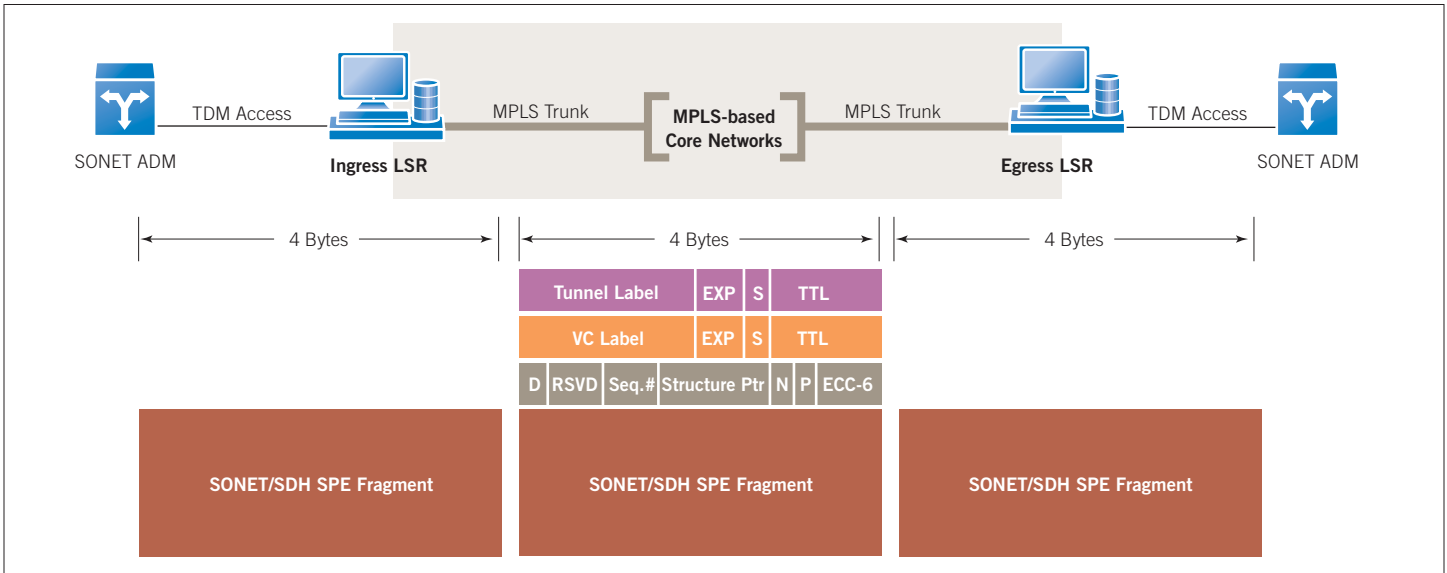 TDM Access
MPLS Trunk
MPLS-based
Core Networks
MPLS Trunk
TDM Access
SONET ADM
Ingress LSR
Egress LSR
SONET ADM
4 Bytes
4 Bytes
4 Bytes
Tunnel Label EXP S TTL
VC Label EXP S TTL
D RSVD Seq.# Structure Ptr N P ECC-6
SONET/SDH SPE Fragment
SONET/SDH SPE Fragment
SONET/SDH SPE Fragment